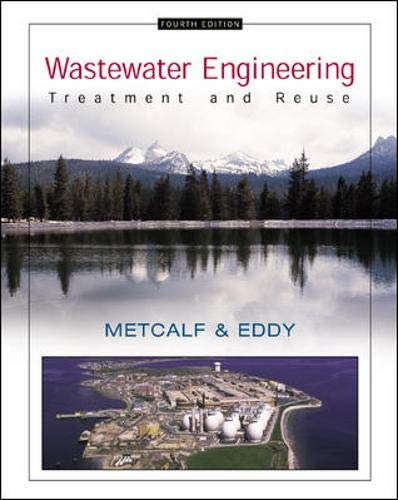 FOURTH EDITION
Wastewater Engineering
Treatment and Reuse
METCALF & EDDY